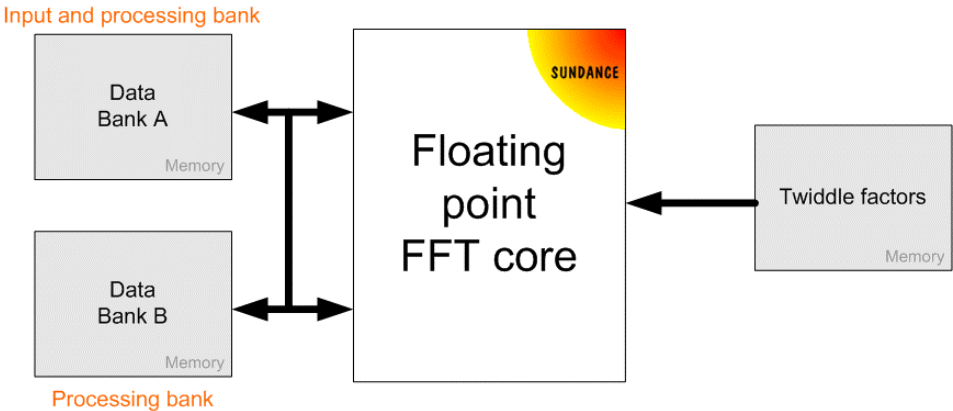 Input and processing bank
Data
Bank A
Memory
SUNDANCE
Floating
point
FFT core
Twiddle factors
Memory
Data
Bank B
Memory
Processing bank